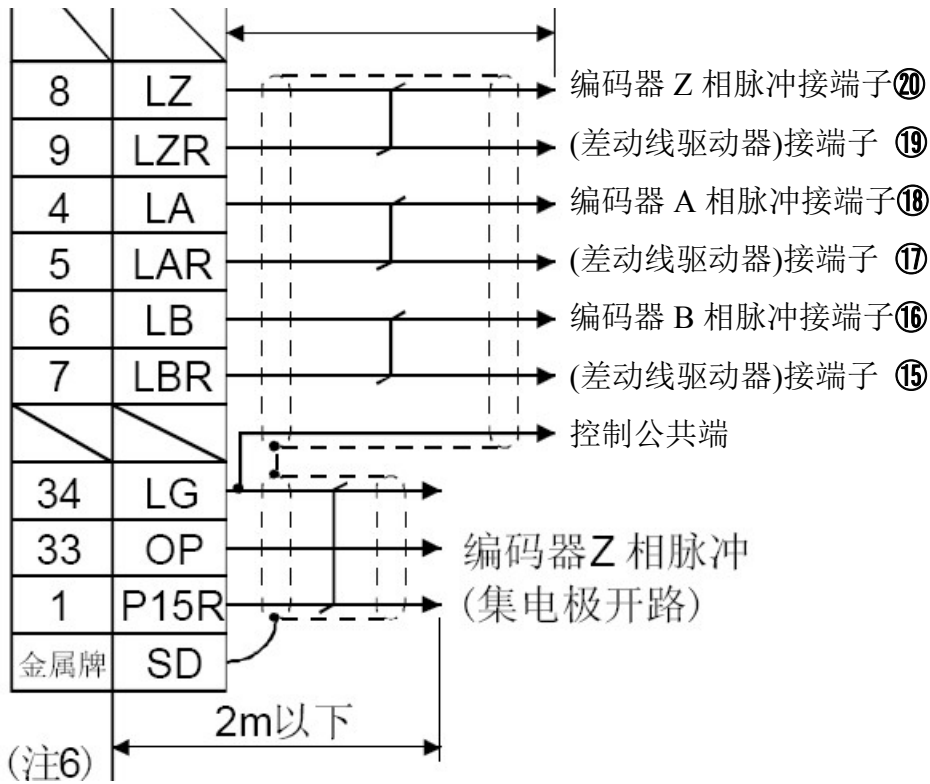 8 LZ 编码器 Z 相脉冲接端子⑳
9 LZR (差动线驱动器)接端子 ⑲
4 LA 编码器 A 相脉冲接端子⑱
5 LAR (差动线驱动器)接端子 ⑰
6 LB 编码器 B 相脉冲接端子⑯
7 LBR (差动线驱动器)接端子 ⑮
控制公共端
34 LG
33 OP 编码器Z 相脉冲
1 P15R (集电极开路)
金属牌 SD
2m以下
(注6)